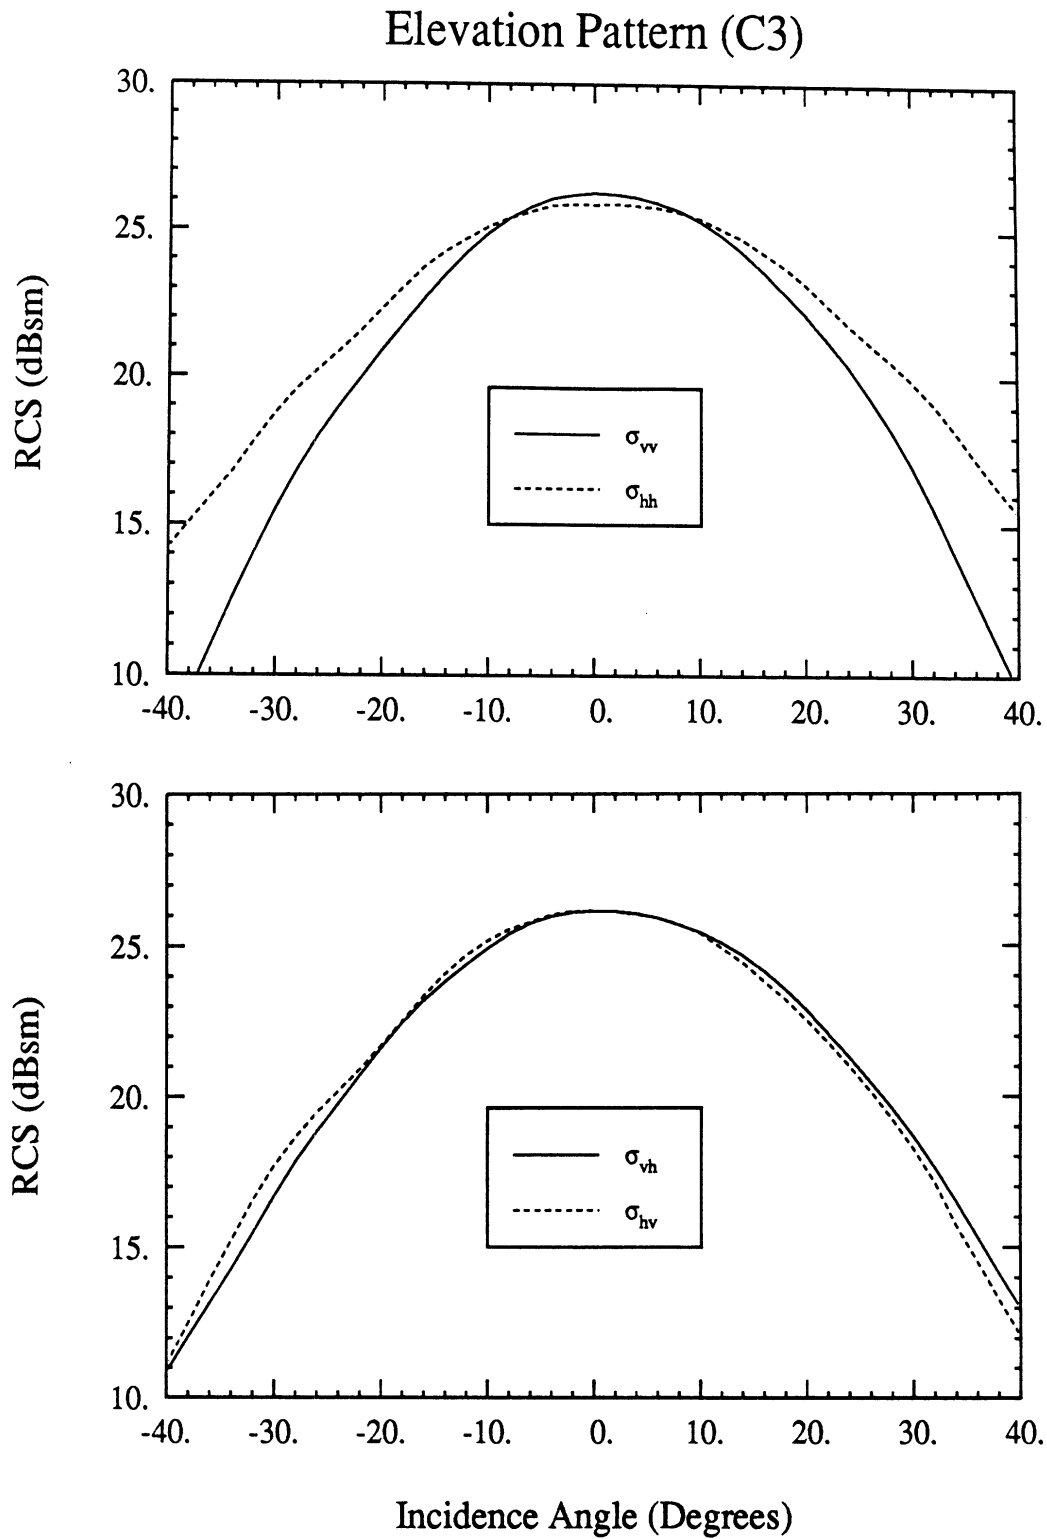 Elevation Pattern (C3)
RCS (dBsm)
30.
25.
20.
15.
10.
σvv
σhh
-40. -30. -20. -10. 0. 10. 20. 30. 40.
RCS (dBsm)
30.
25.
20.
15.
10.
σvh
σhv
-40. -30. -20. -10. 0. 10. 20. 30. 40.
Incidence Angle (Degrees)